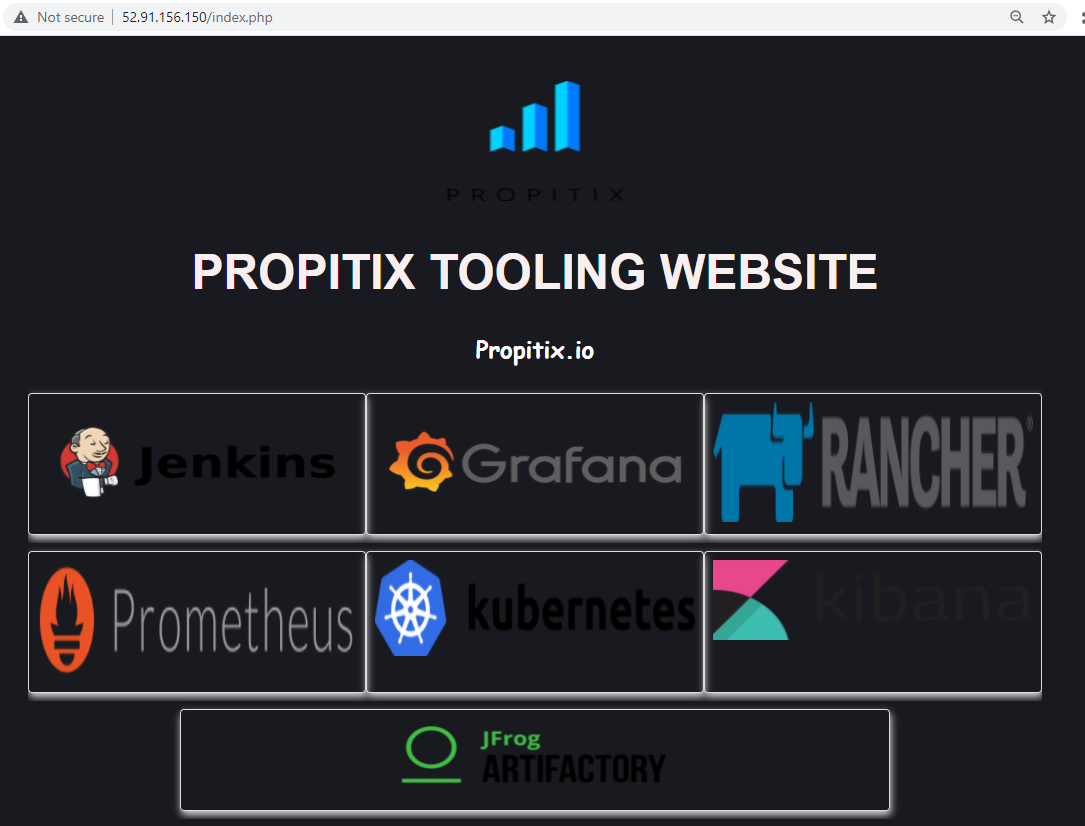 Not secure 52.91.156.150/index.php
PROPITIX
PROPITIX TOOLING WEBSITE
Propitix.io
Jenkins Grafana RANCHER®
Prometheus kubernetes kibana
JFrog
ARTIFACTORY